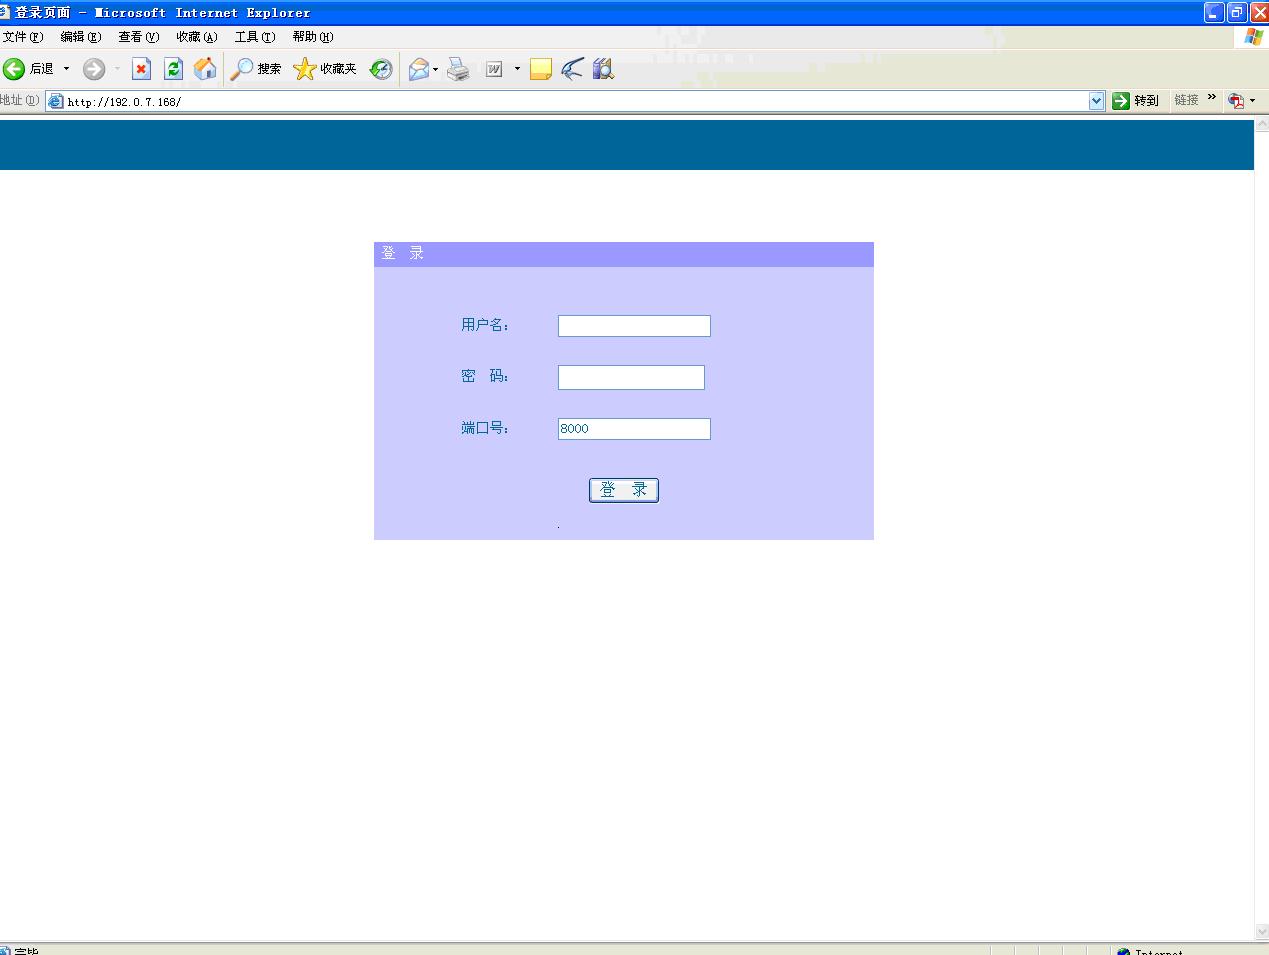 登录页面 - Microsoft Internet Explorer
文件(F) 编辑(E) 查看(V) 收藏(A) 工具(T) 帮助(H)
后退 搜索 收藏夹 W
地址(D) http://192.0.7.168/ 转到 链接 »
登 录
用户名：
密 码：
端口号： 8000
登 录
完毕 Internet